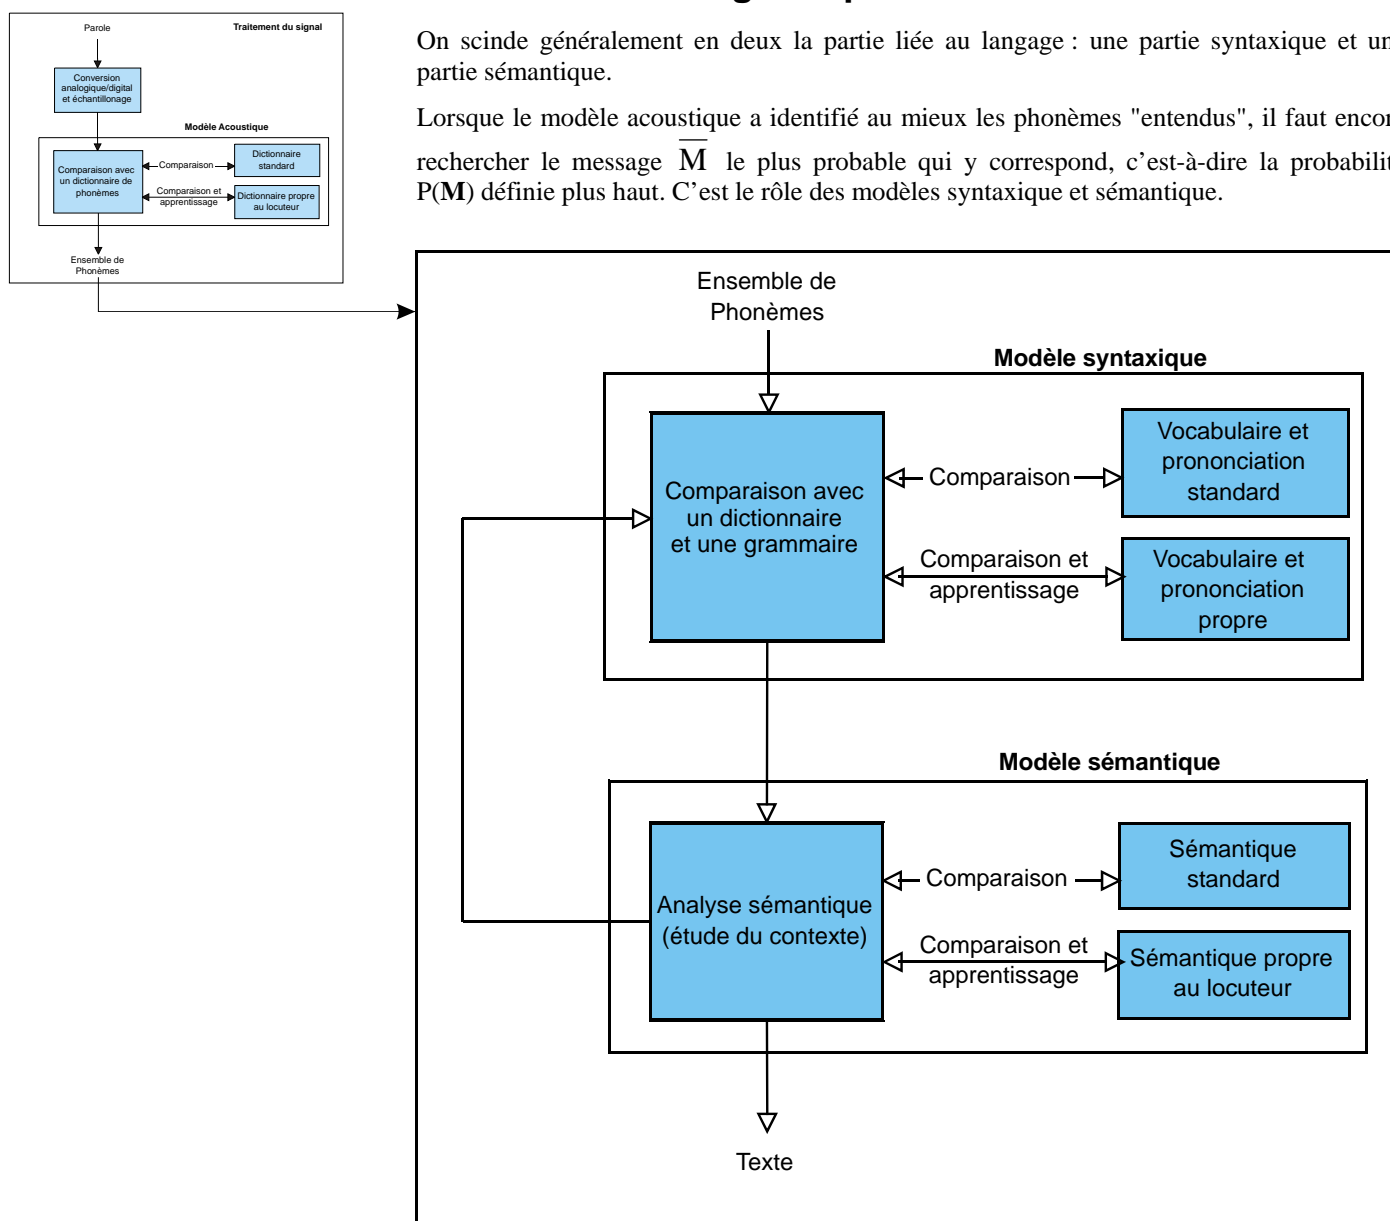 Parole
Traitement du signal
Conversion
analogique/digital
et échantillonage
Modèle Acoustique
Comparaison avec
un dictionnaire de
phonèmes
Comparaison
Dictionnaire
standard
Comparaison et
apprentissage
Dictionnaire propre
au locuteur
Ensemble de
Phonèmes
On scinde généralement en deux la partie liée au langage : une partie syntaxique et un
partie sémantique.
Lorsque le modèle acoustique a identifié au mieux les phonèmes "entendus", il faut encor
rechercher le message M le plus probable qui y correspond, c’est-à-dire la probabilit
P(M) définie plus haut. C’est le rôle des modèles syntaxique et sémantique.
Ensemble de
Phonèmes
Modèle syntaxique
Comparaison avec
un dictionnaire
et une grammaire
Comparaison
Vocabulaire et
prononciation
standard
Comparaison et
apprentissage
Vocabulaire et
prononciation
propre
Modèle sémantique
Analyse sémantique
(étude du contexte)
Comparaison
Sémantique
standard
Comparaison et
apprentissage
Sémantique propre
au locuteur
Texte